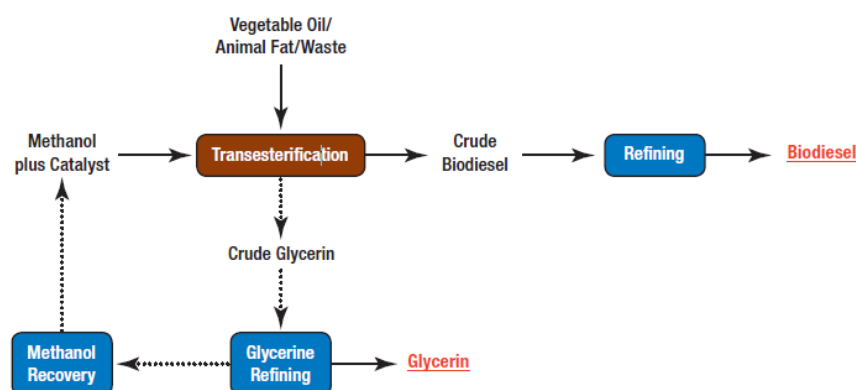 Vegetable Oil/
Animal Fat/Waste
Methanol
plus Catalyst
Transesterification
Crude
Biodiesel
Refining
Biodiesel
Crude Glycerin
Methanol
Recovery
Glycerine
Refining
Glycerin